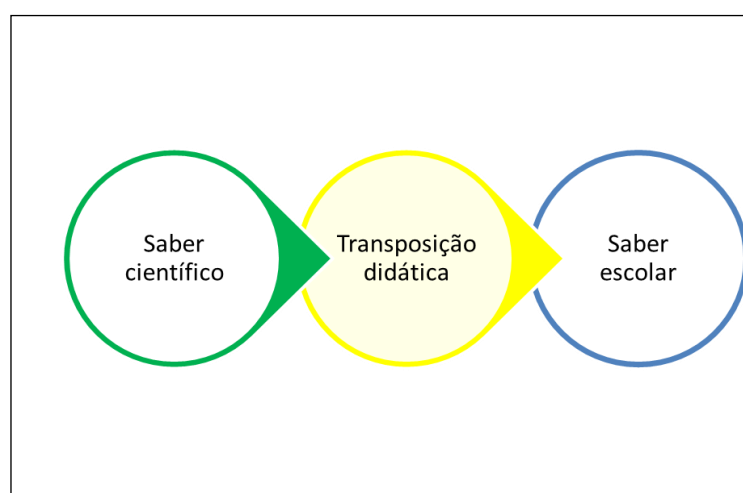 Saber
científico
Transposição
didática
Saber
escolar